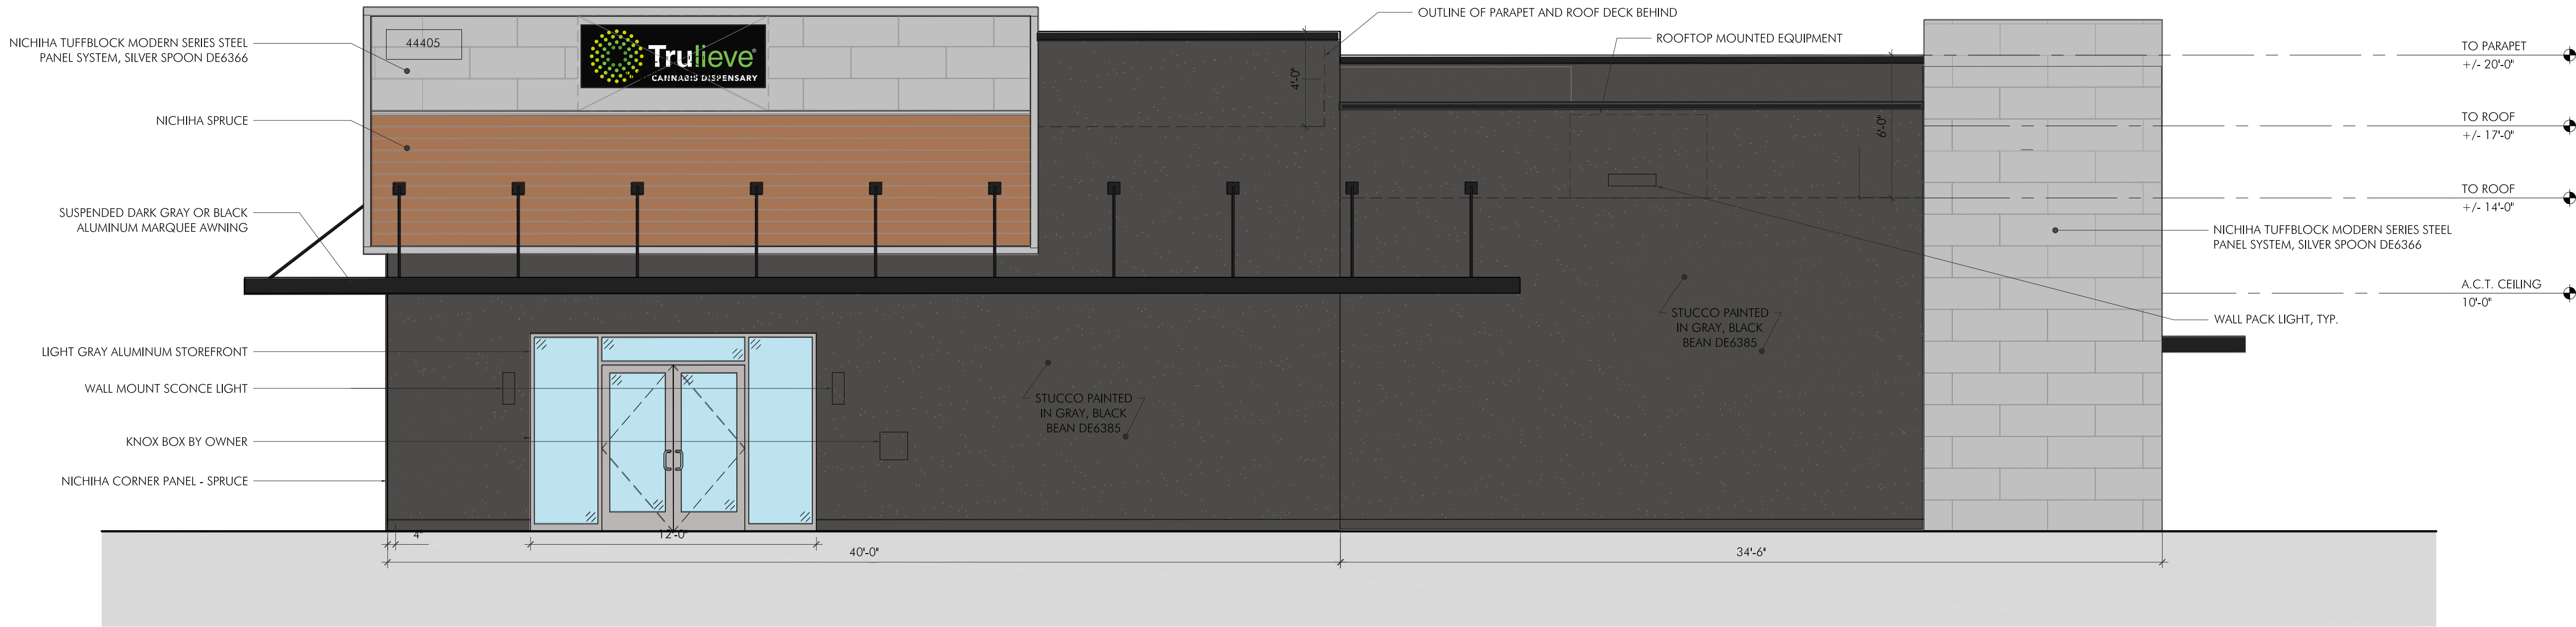 OUTLINE OF PARAPET AND ROOF DECK BEHIND
ROOFTOP MOUNTED EQUIPMENT
NICHIHA TUFFBLOCK MODERN SERIES STEEL
PANEL SYSTEM, SILVER SPOON DE6366
44405
Trulieve
CANNABIS DISPENSARY
TO PARAPET
+/- 20'-0"
4'-0"
NICHIHA SPRUCE
6'-0"
TO ROOF
+/- 17'-0"
TO ROOF
+/- 14'-0"
SUSPENDED DARK GRAY OR BLACK
ALUMINUM MARQUEE AWNING
NICHIHA TUFFBLOCK MODERN SERIES STEEL
PANEL SYSTEM, SILVER SPOON DE6366
A.C.T. CEILING
10'-0"
STUCCO PAINTED
IN GRAY, BLACK
BEAN DE6385
WALL PACK LIGHT, TYP.
LIGHT GRAY ALUMINUM STOREFRONT
WALL MOUNT SCONCE LIGHT
STUCCO PAINTED
IN GRAY, BLACK
BEAN DE6385
KNOX BOX BY OWNER
NICHIHA CORNER PANEL - SPRUCE
4"
12'-0"
40'-0"
34'-6"